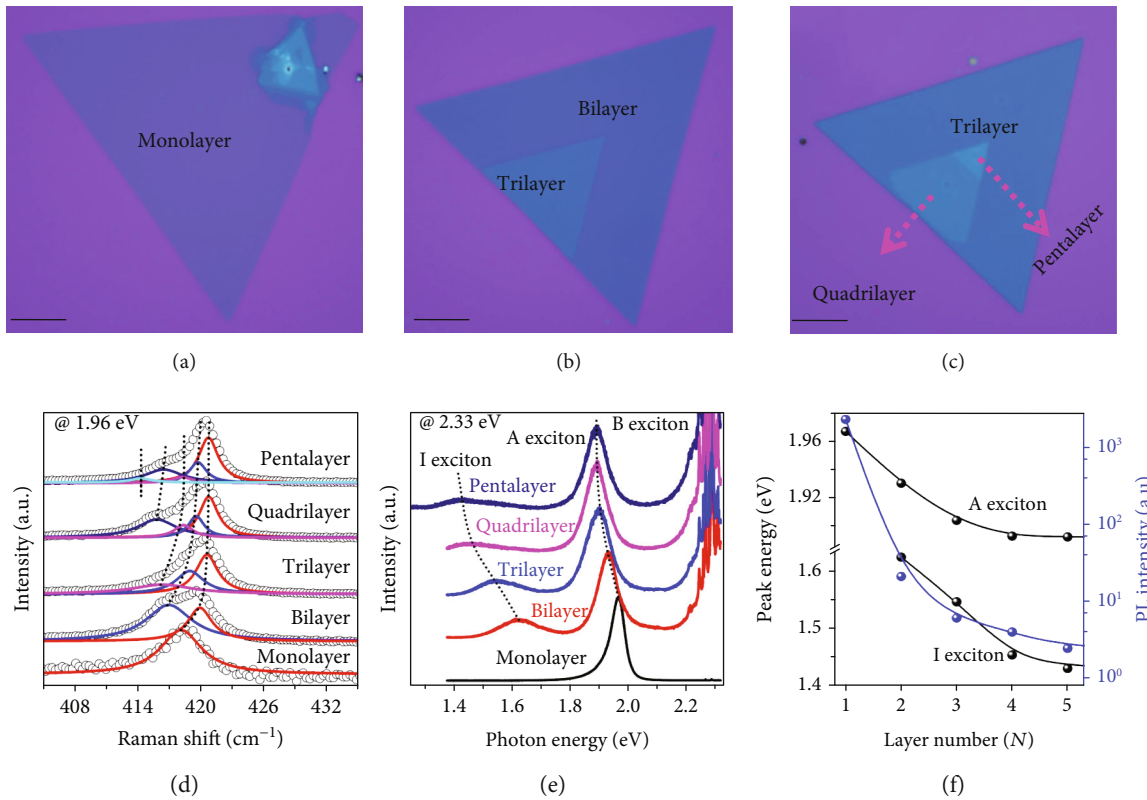 Monolayer
(a)
Bilayer
Trilayer
(b)
Trilayer
Pentalayer
Quadrilayer
(c)
@ 1.96 eV
Pentalayer
Quadrilayer
Trilayer
Bilayer
Monolayer
Intensity (a.u.)
408 414 420 426 432
Raman shift (cm⁻¹)
(d)
@ 2.33 eV
B exciton
A exciton
I exciton
Pentalayer
Quadrilayer
Trilayer
Bilayer
Monolayer
Intensity (a.u.)
1.4 1.6 1.8 2.0 2.2
Photon energy (eV)
(e)
1.96
1.92
1.6
1.5
1.4
Peak energy (eV)
A exciton
I exciton
10³
10²
10¹
10⁰
PL intensity (a.u)
1 2 3 4 5
Layer number (N)
(f)